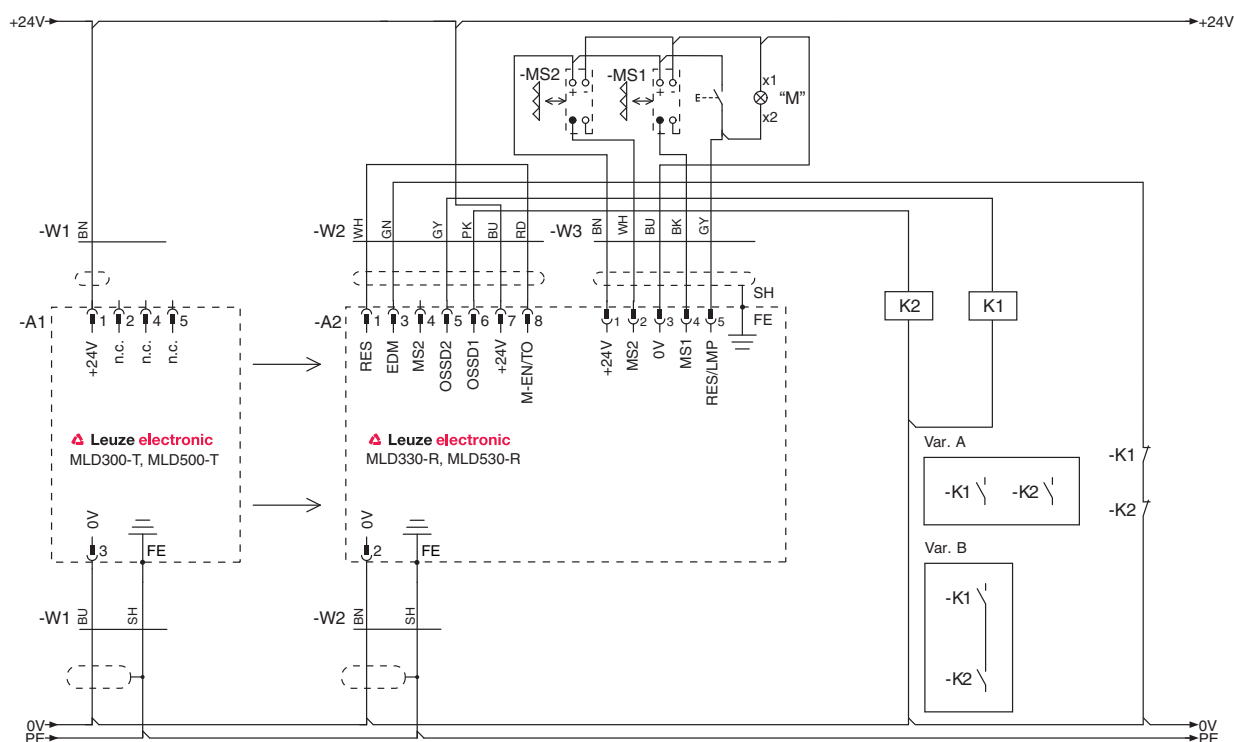 +24V +24V
-MS2 -MS1 x1 "M"
+ - + - E x2
-W1 BN -W2 WH GN GY PK BU RD -W3 BN WH BU BK GY
SH
-A1 1 2 4 5 -A2 1 3 4 5 6 7 8 1 2 3 4 5 FE K2 K1
+24V n.c. n.c. n.c. RES EDM MS2 OSSD2 OSSD1 +24V M-EN/TO +24V MS2 0V MS1 RES/LMP
Leuze electronic Leuze electronic
MLD300-T, MLD500-T MLD330-R, MLD530-R
Var. A
-K1
-K1 -K2
-K2
0V 0V
3 FE 2 FE
Var. B
-K1
-W1 BU SH -W2 BN SH
-K2
0V 0V
PE PE